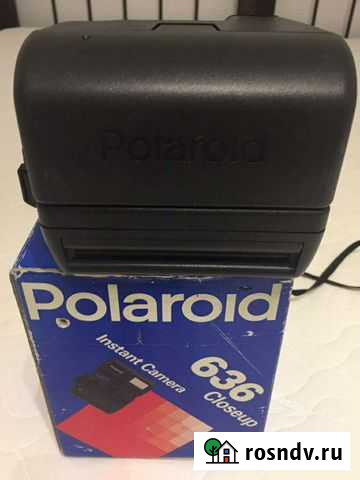 Polaroid
Polaroid
Instant Camera
636
Closeup
rosndv.ru